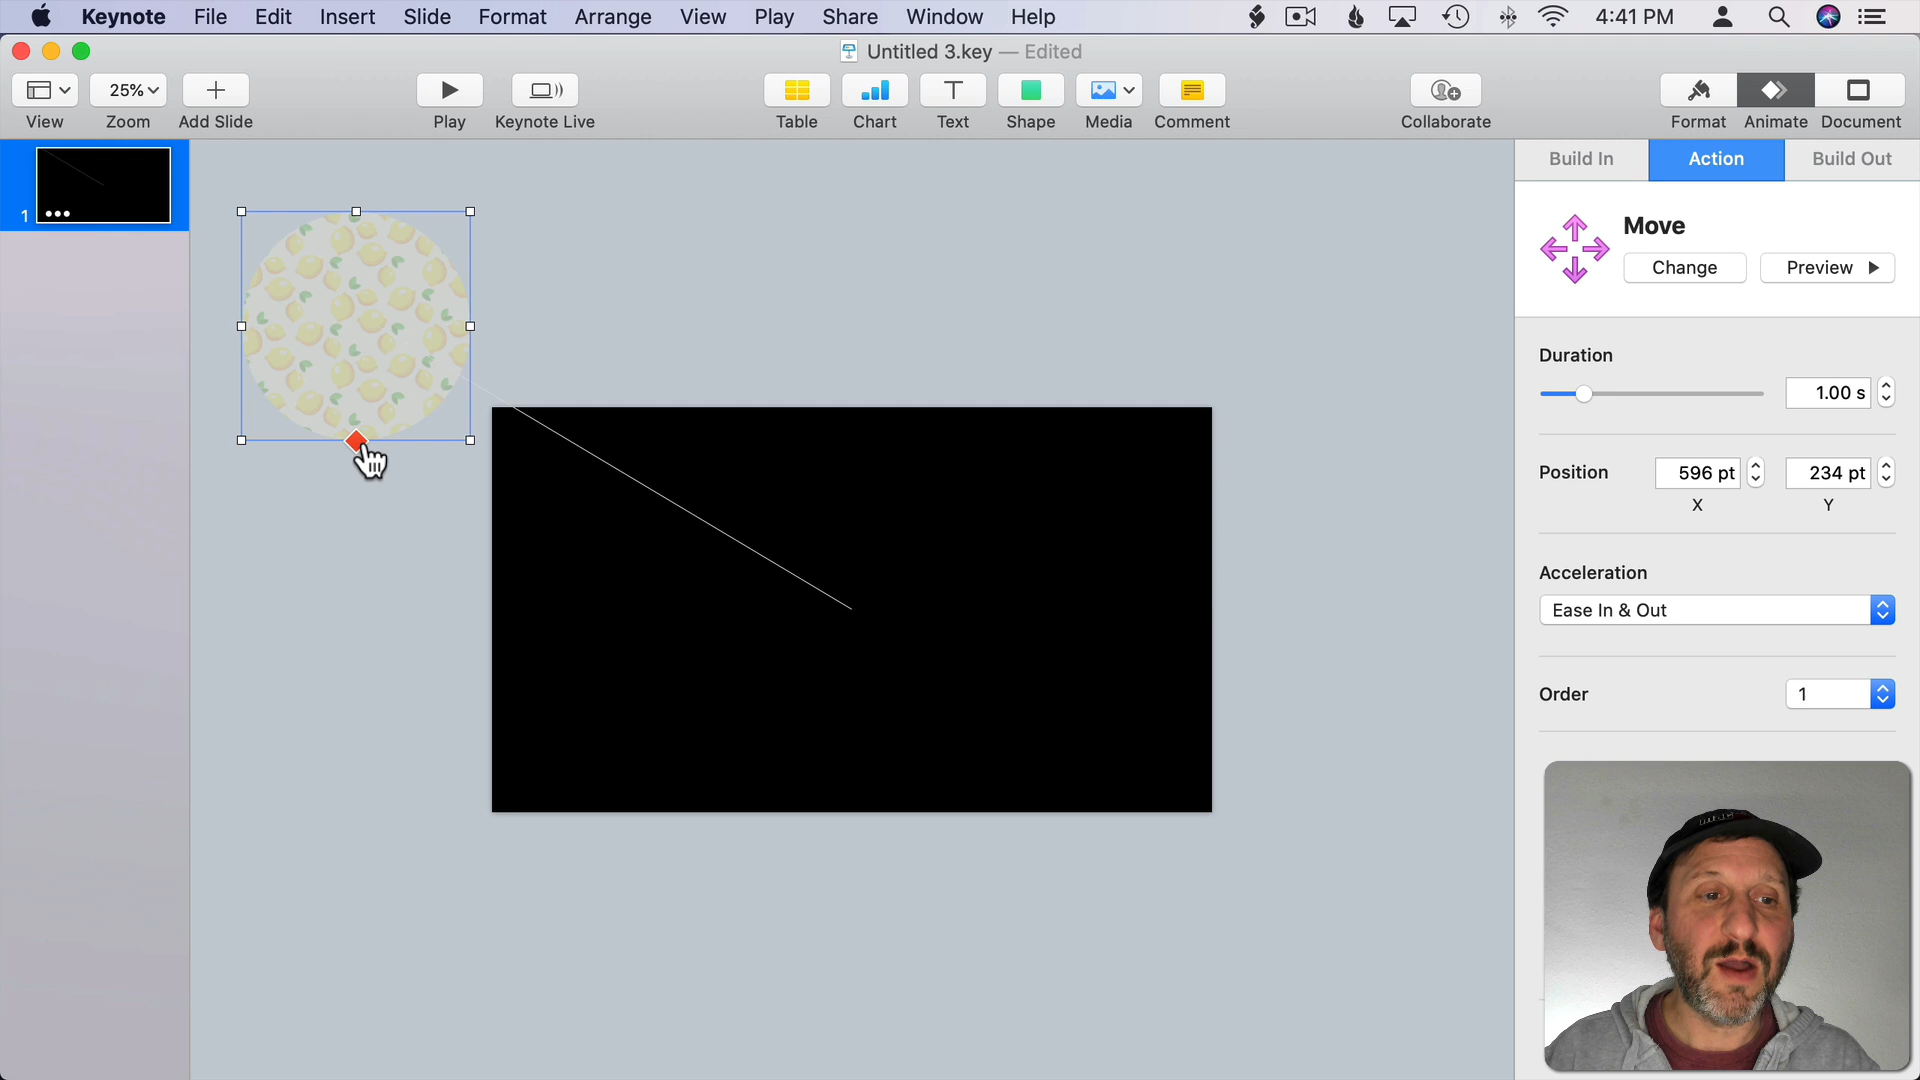 Keynote File Edit Insert Slide Format Arrange View Play Share Window Help 4:41 PM
Untitled 3.key — Edited
25%
View Zoom Add Slide Play Keynote Live Table Chart Text Shape Media Comment Collaborate Format Animate Document
Build In Action Build Out
1
Move
Change Preview
Duration
1.00 s
Position 596 pt 234 pt
X Y
Acceleration
Ease In & Out
Order 1